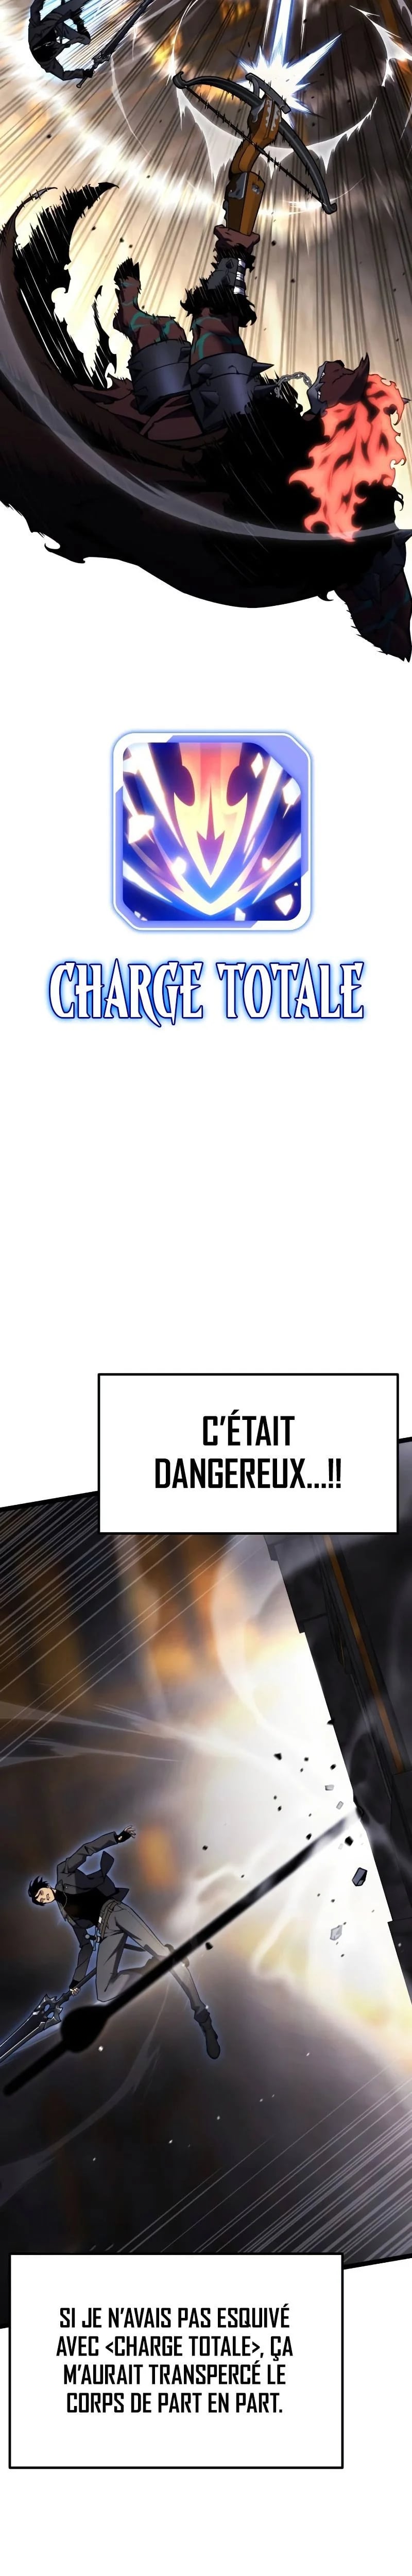 CHARGE TOTALE
C'ÉTAIT
DANGEREUX...!!
SI JE N'AVAIS PAS ESQUIVÉ
AVEC <CHARGE TOTALE>, ÇA
M'AURAIT TRANSPERCÉ LE
CORPS DE PART EN PART.